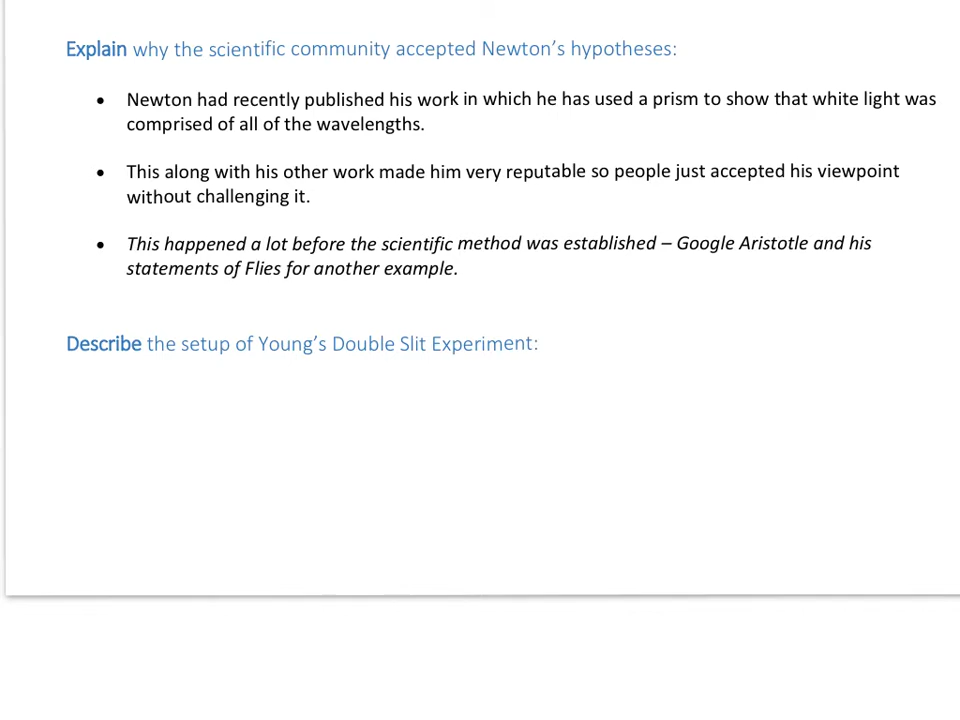 Explain why the scientific community accepted Newton's hypotheses:
• Newton had recently published his work in which he has used a prism to show that white light was
comprised of all of the wavelengths.
• This along with his other work made him very reputable so people just accepted his viewpoint
without challenging it.
• This happened a lot before the scientific method was established – Google Aristotle and his
statements of Flies for another example.
Describe the setup of Young's Double Slit Experiment: